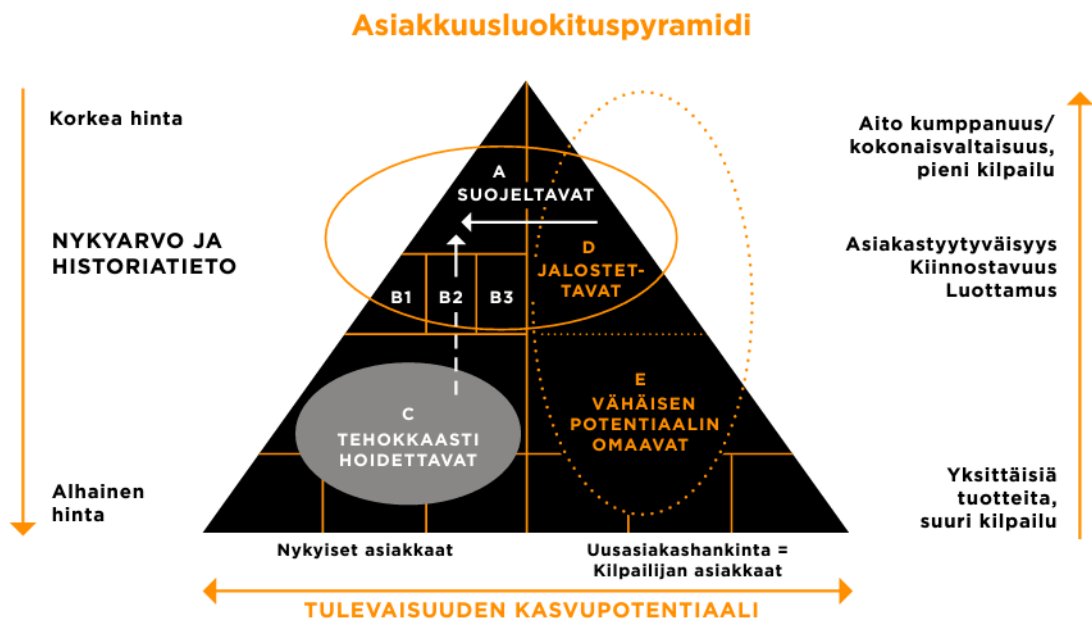 Asiakkuusluokituspyramidi
Korkea hinta
NYKYARVO JA
HISTORIATIETO
Alhainen
hinta
A
SUOJELTAVAT
B1
B2
B3
C
TEHOKKAASTI
HOIDETTAVAT
D
JALOSTET-
TAVAT
E
VÄHÄISEN
POTENTIAALIN
OMAAVAT
Aito kumppanuus/
kokonaisvaltaisuus,
pieni kilpailu
Asiakastyytyväisyys
Kiinnostavuus
Luottamus
Yksittäisiä
tuotteita,
suuri kilpailu
Nykyiset asiakkaat
Uusasiakashankinta =
Kilpailijan asiakkaat
TULEVAISUUDEN KASVUPOTENTIAALI